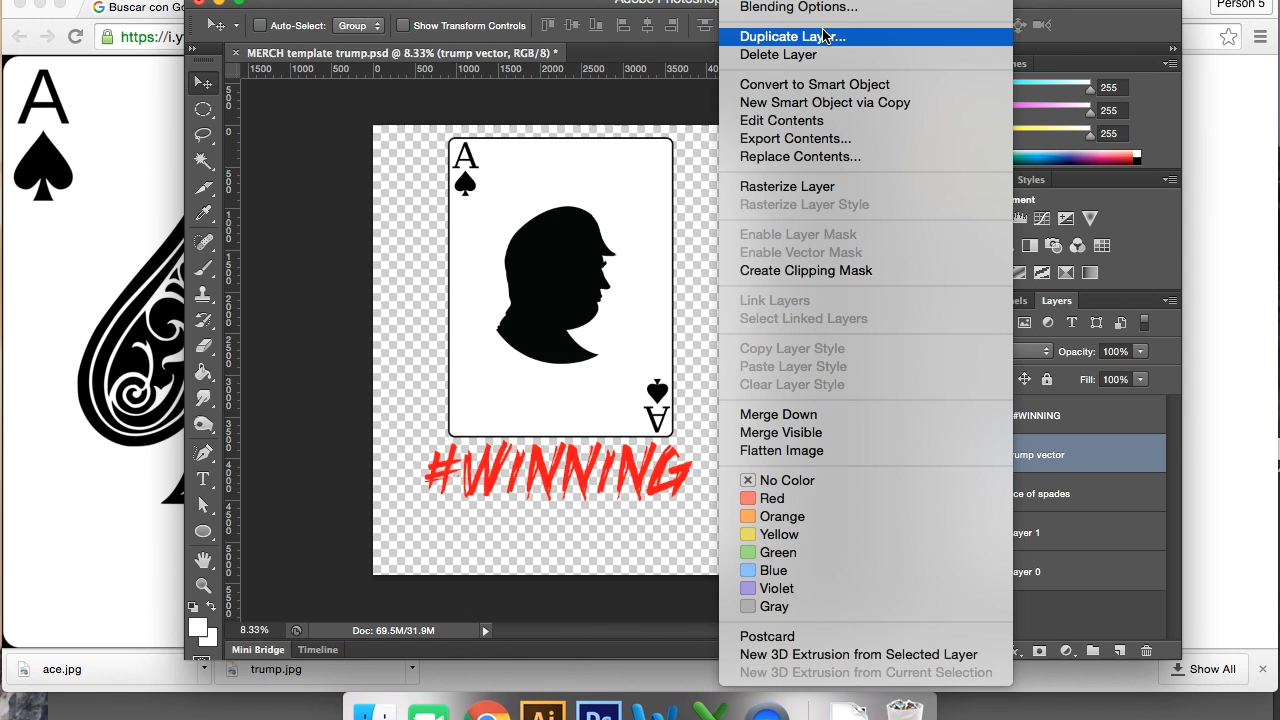 G Buscar con Go
https://i.y
Person 5
Adobe Photoshop
Auto-Select:
Group
Show Transform Controls
× MERCH template trump.psd @ 8.33% (trump vector, RGB/8) *
1500 1000 500 0 500 1000 1500 2000 2500 3000 3500
A
A
A
#WINNING
Blending Options...
Duplicate Layer...
Delete Layer
Convert to Smart Object
New Smart Object via Copy
Edit Contents
Export Contents...
Replace Contents...
Rasterize Layer
Rasterize Layer Style
Enable Layer Mask
Enable Vector Mask
Create Clipping Mask
Link Layers
Select Linked Layers
Copy Layer Style
Paste Layer Style
Clear Layer Style
Merge Down
Merge Visible
Flatten Image
No Color
Red
Orange
Yellow
Green
Blue
Violet
Gray
Postcard
New 3D Extrusion from Selected Layer
New 3D Extrusion from Current Selection
255
255
255
Styles
Layers
Opacity: 100%
Fill: 100%
#WINNING
rump vector
ce of spades
ayer 1
ayer 0
8.33%
Doc: 69.5M/31.9M
Mini Bridge Timeline
ace.jpg
trump.jpg
Show All
Ai
Ps